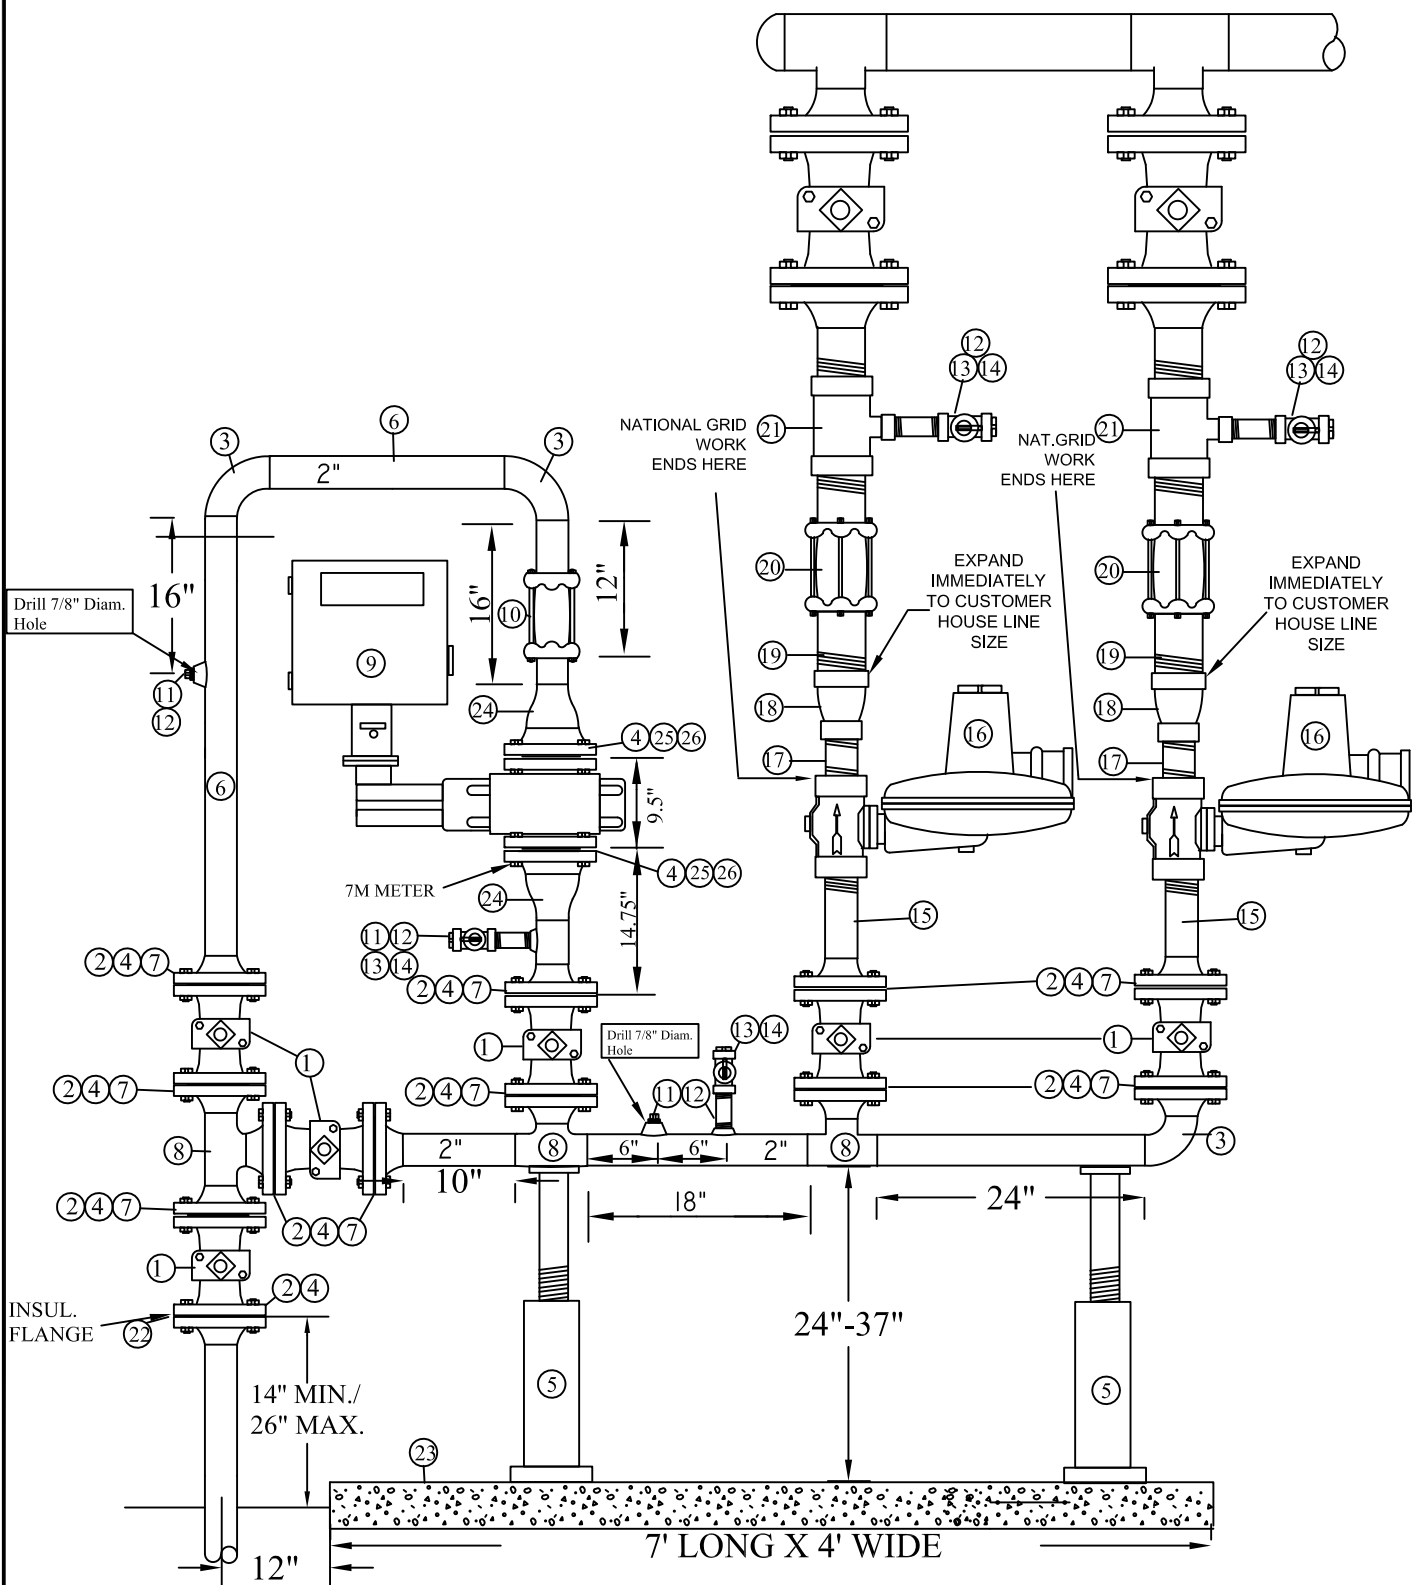 12
13 14
12
13 14
NATIONAL GRID
WORK
ENDS HERE
21
NAT.GRID
WORK
ENDS HERE
21
6
3
3
2"
16"
16"
12"
Drill 7/8" Diam.
Hole
11
12
9
10
20
20
EXPAND
IMMEDIATELY
TO CUSTOMER
HOUSE LINE
SIZE
EXPAND
IMMEDIATELY
TO CUSTOMER
HOUSE LINE
SIZE
19
19
24
18
18
4 25 26
16
16
17
17
6
9.5"
4 25 26
7M METER
24
14.75"
15
15
11 12
13 14
2 4 7
2 4 7
2 4 7
1
1
Drill 7/8" Diam.
Hole
13 14
1
2 4 7
2 4 7
11 12
2 4 7
8
2"
8
6"
6"
2"
8
3
10"
18"
24"
2 4 7
2 4 7
1
2 4
INSUL.
FLANGE
22
24"-37"
14" MIN./
26" MAX.
5
5
23
7' LONG X 4' WIDE
12"